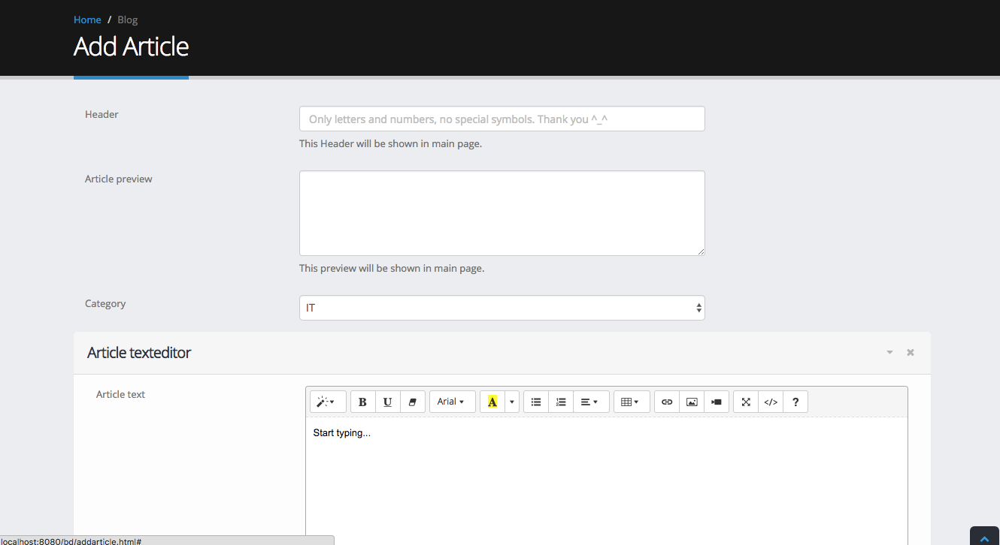 Home / Blog
Add Article
Header
Only letters and numbers, no special symbols. Thank you ^_^
This Header will be shown in main page.
Article preview
This preview will be shown in main page.
Category
IT
Article texteditor
Article text
B U Arial A </> ?
Start typing...
localhost:8080/bd/addarticle.html#